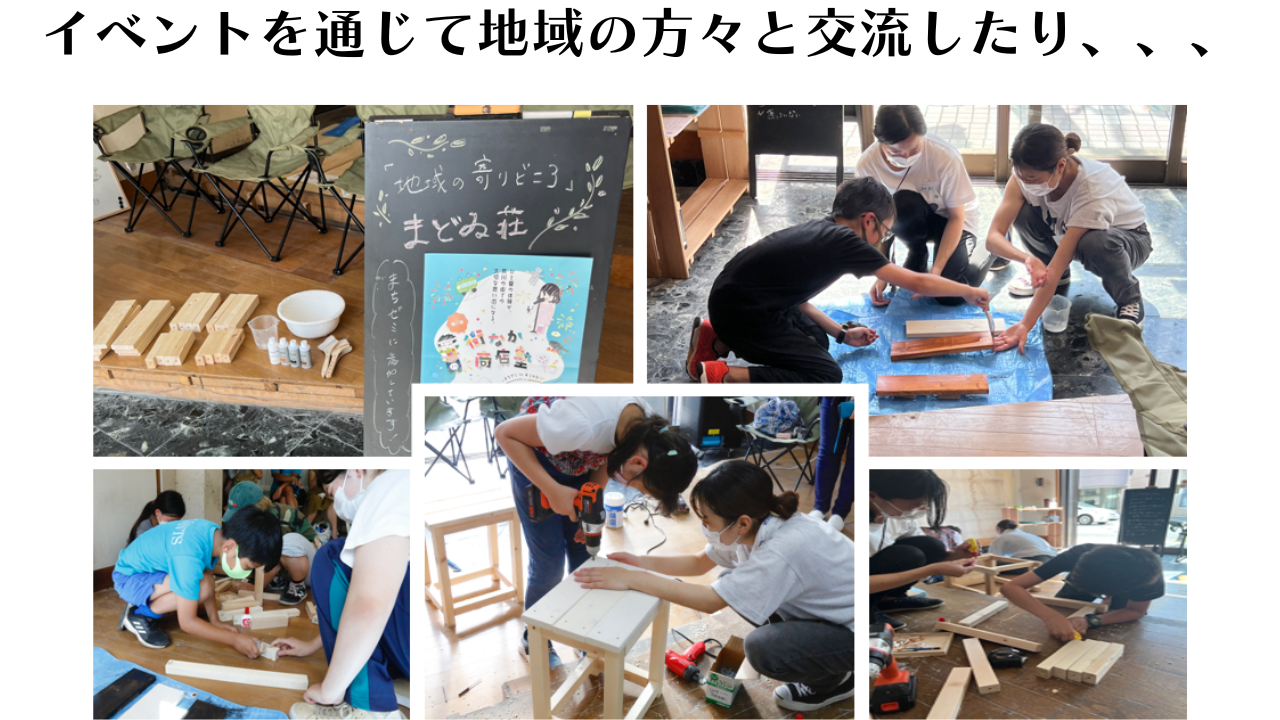 イベントを通じて地域の方々と交流したり、、、
「地域の寄りどころ」
まどゐ荘
まちゼミに参加しています！
街なか
商店塾